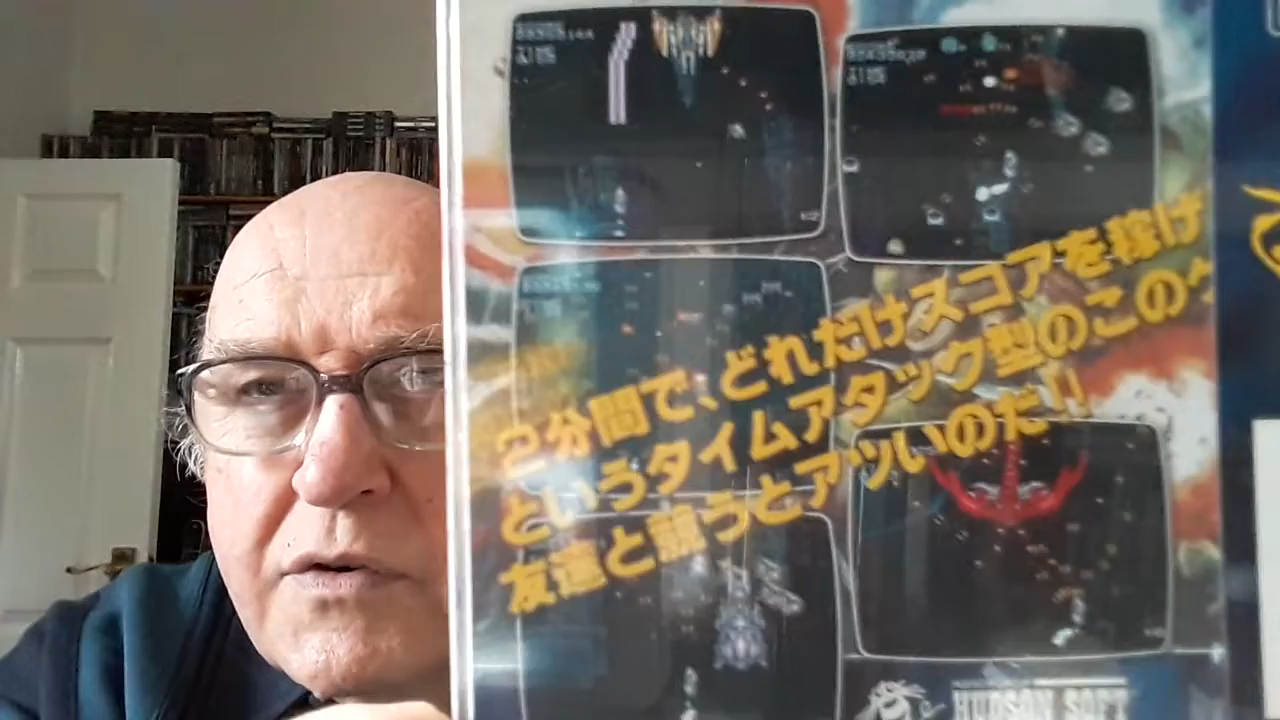 2分間で、どれだけスコアを稼げ
というタイムアタック型のこのゲ
友達と競うとアツいのだ!!
HUDSON SOFT